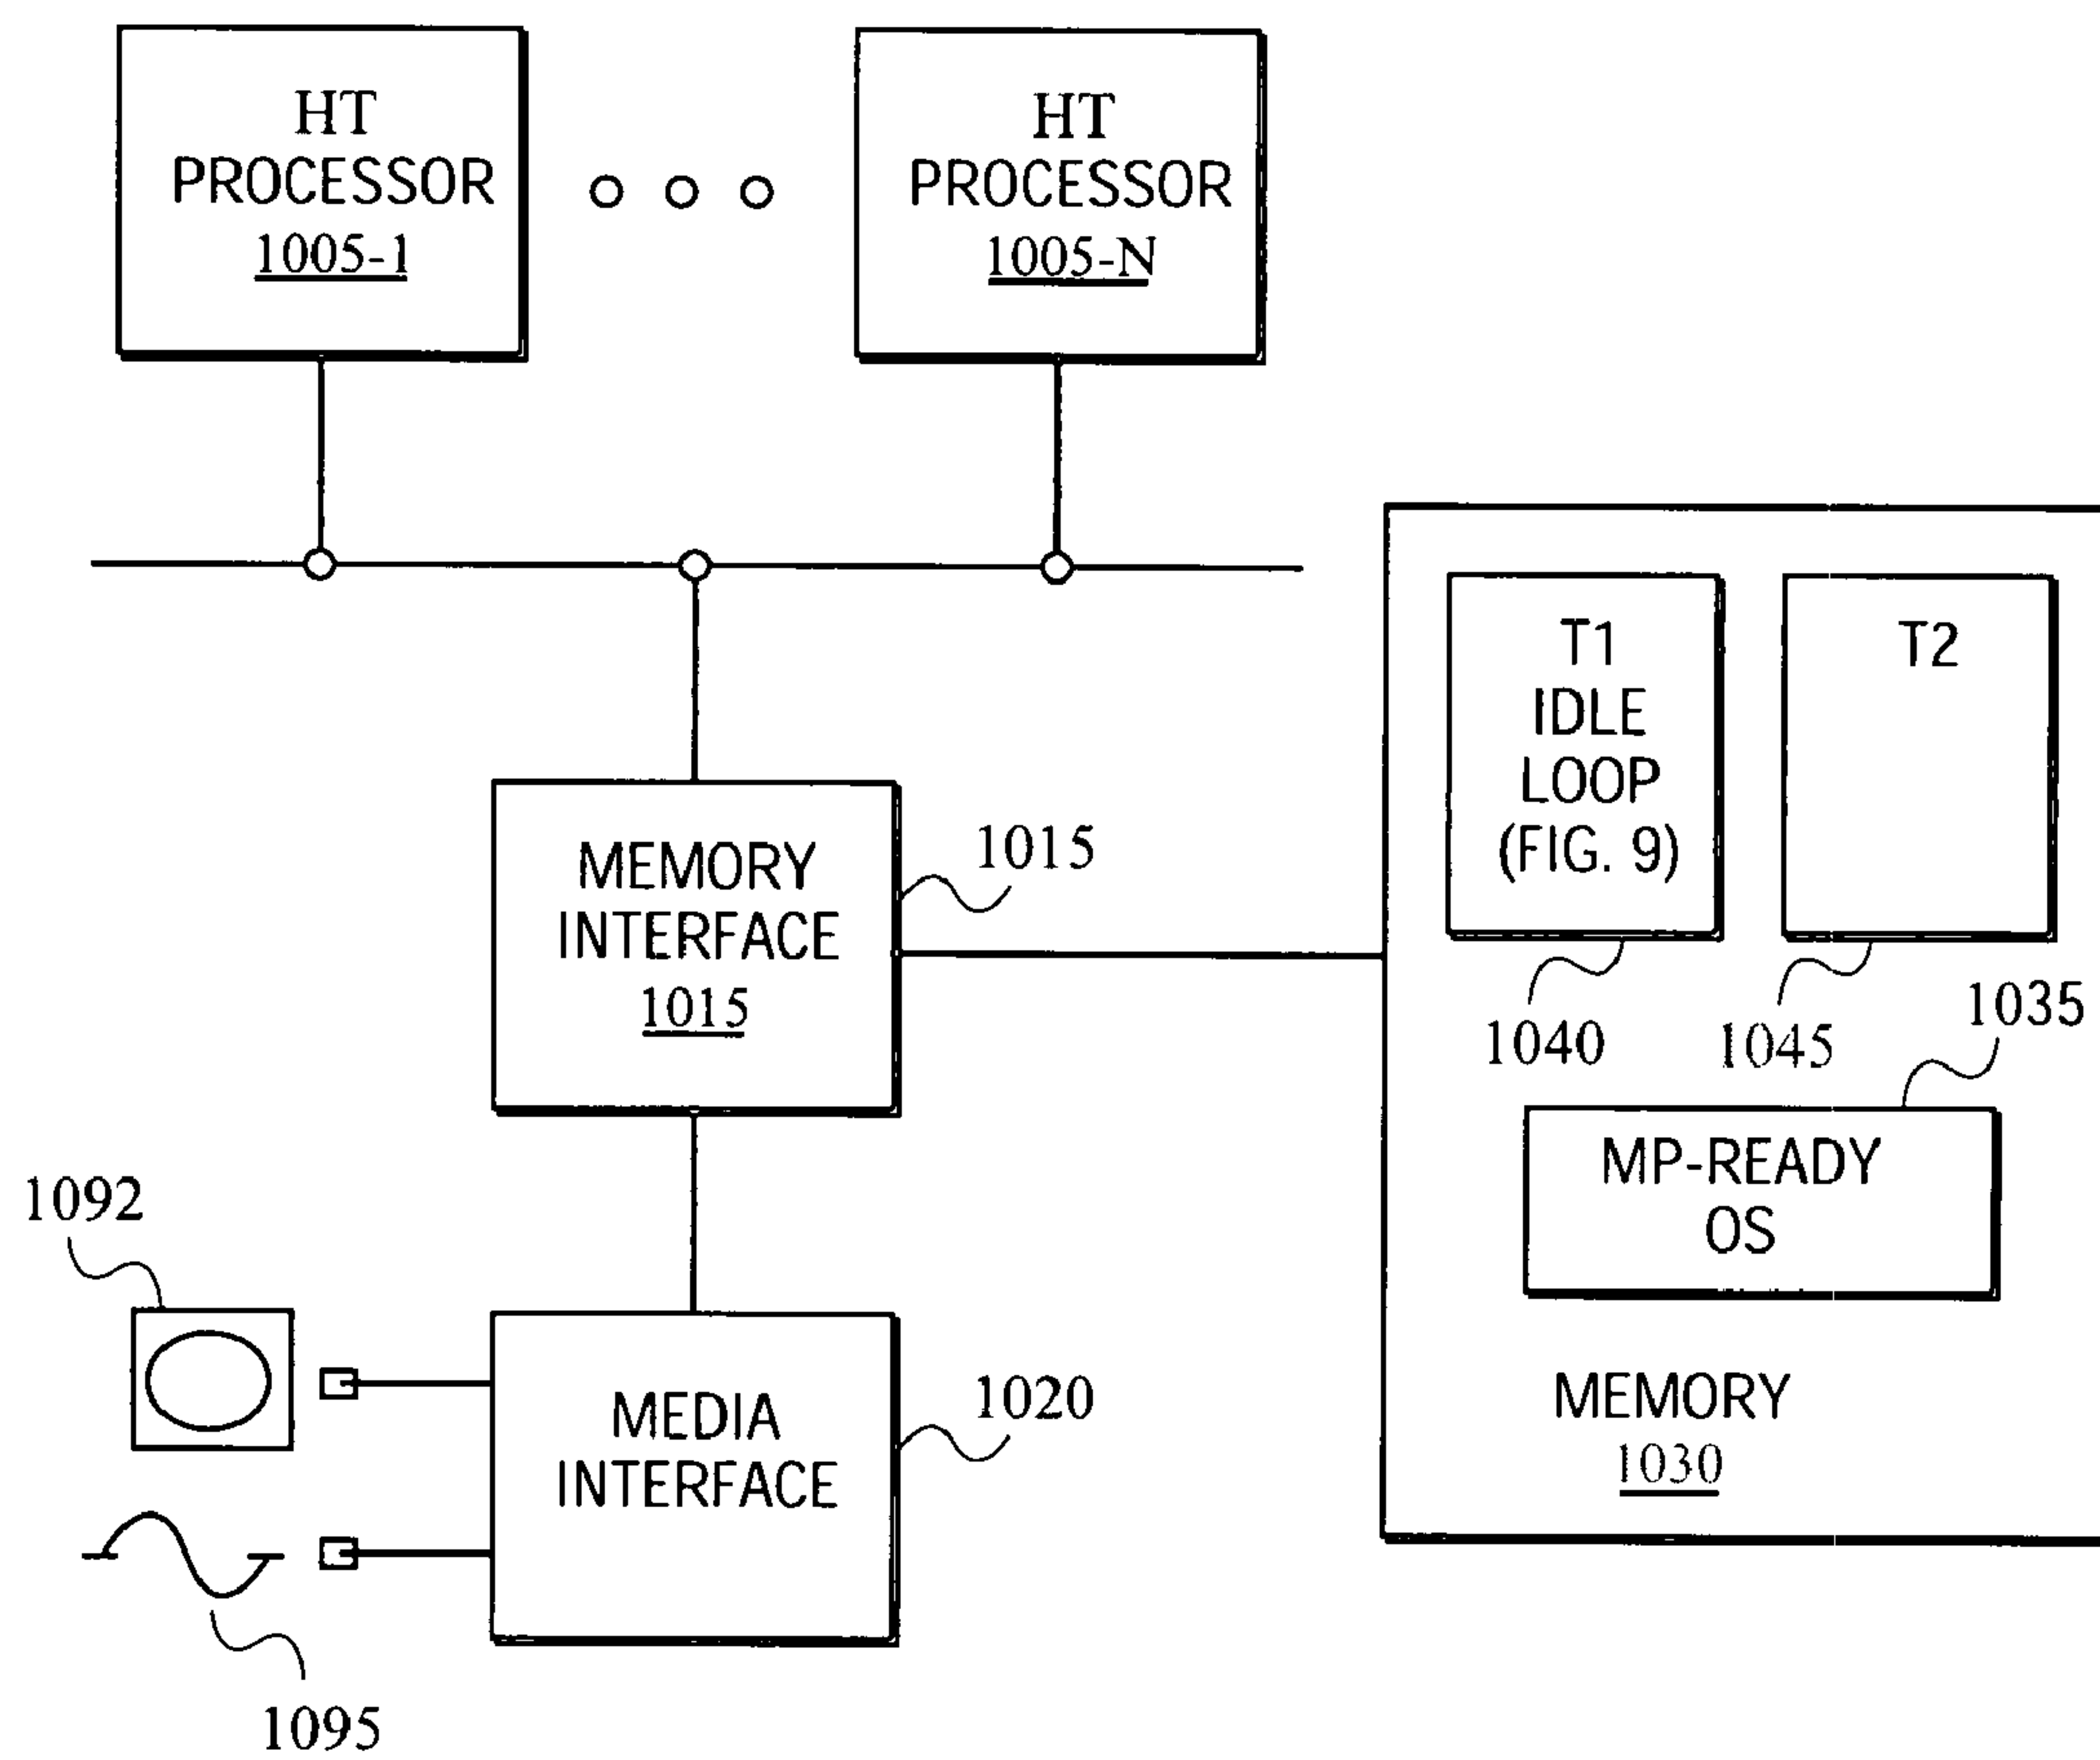 HT
PROCESSOR
1005-1
HT
PROCESSOR
1005-N
T1
IDLE
LOOP
(FIG. 9)
T2
MEMORY
INTERFACE
1015
1015
1040
1045
1035
MP-READY
OS
1092
MEDIA
INTERFACE
1020
MEMORY
1030
1095